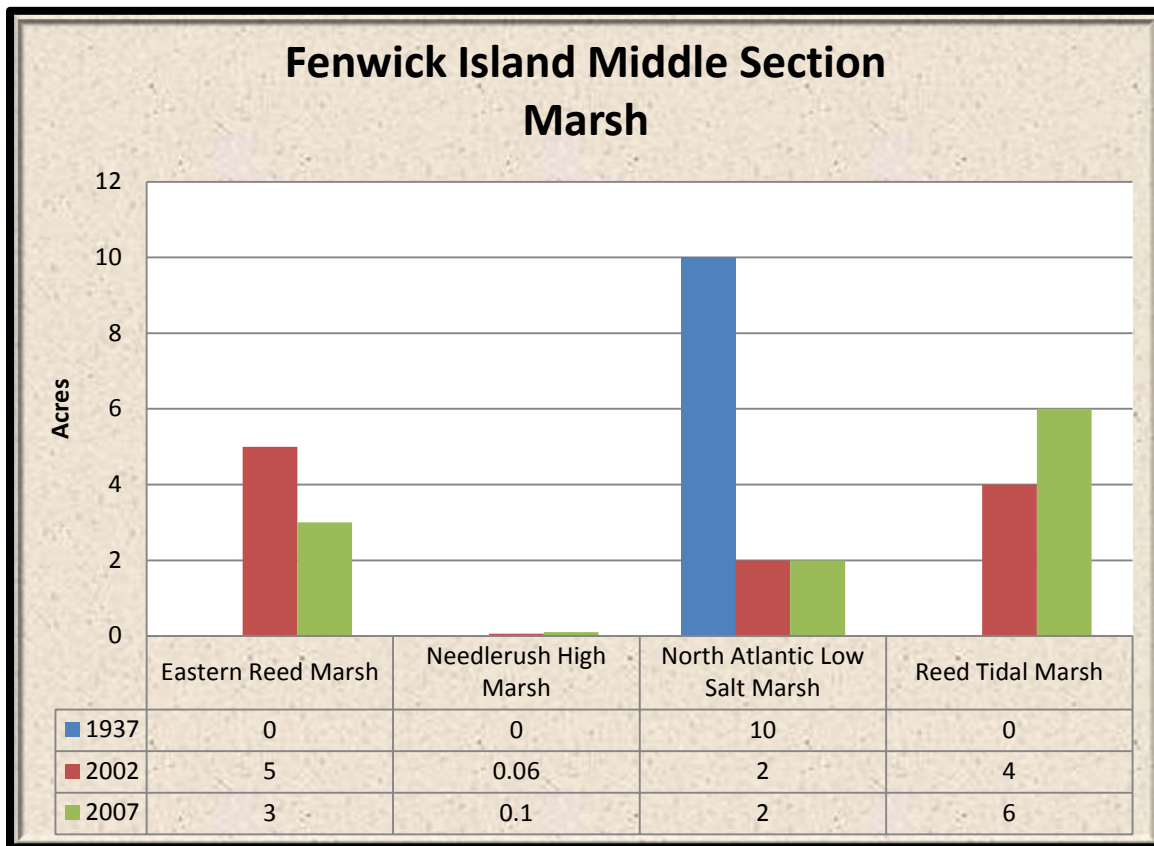 Fenwick Island Middle Section
Marsh
12
10
8
6
4
2
0
Acres
Eastern Reed Marsh
Needlerush High
Marsh
North Atlantic Low
Salt Marsh
Reed Tidal Marsh
1937 0 0 10 0
2002 5 0.06 2 4
2007 3 0.1 2 6